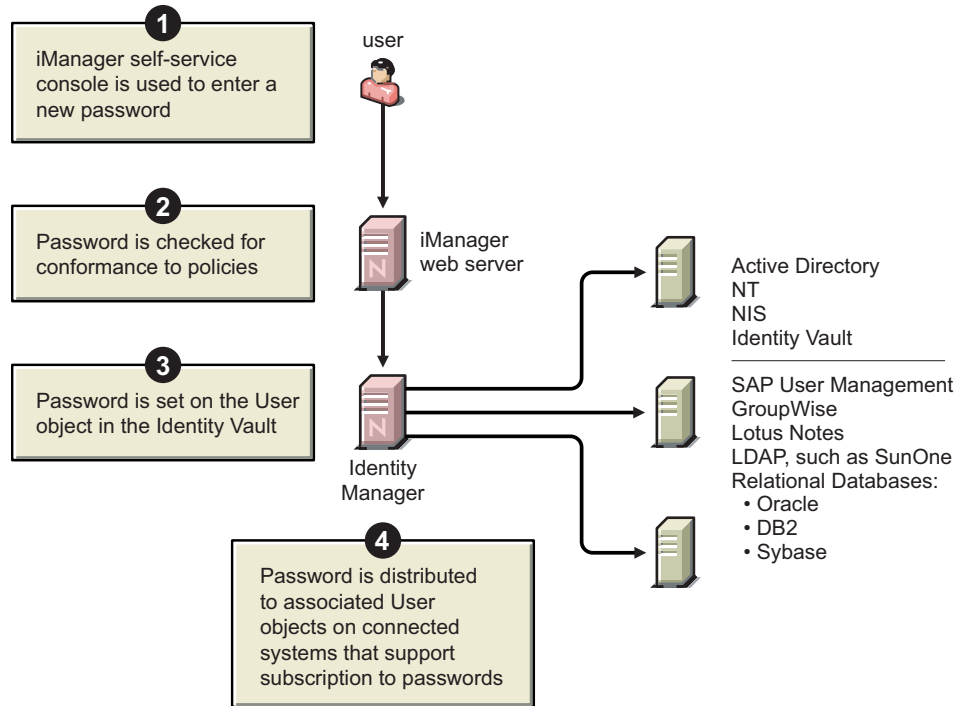 1
iManager self-service
console is used to enter a
new password
user
2
Password is checked for
conformance to policies
iManager
web server
N
3
Password is set on the User
object in the Identity Vault
N
Identity
Manager
4
Password is distributed
to associated User
objects on connected
systems that support
subscription to passwords
Active Directory
NT
NIS
Identity Vault
SAP User Management
GroupWise
Lotus Notes
LDAP, such as SunOne
Relational Databases:
• Oracle
• DB2
• Sybase